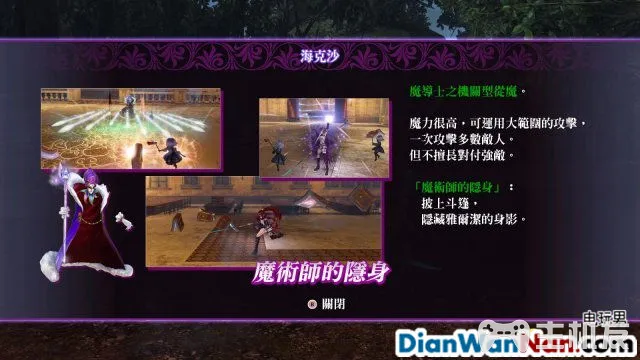 海克沙
魔導士之機關型從魔。
魔力很高，可運用大範圍的攻擊，
一次攻擊多數敵人。
但不擅長對付強敵。
「魔術師的隱身」：
披上斗篷，
隱藏雅爾潔的身影。
魔術師的隱身
關閉
电玩男
DianWanNan.com